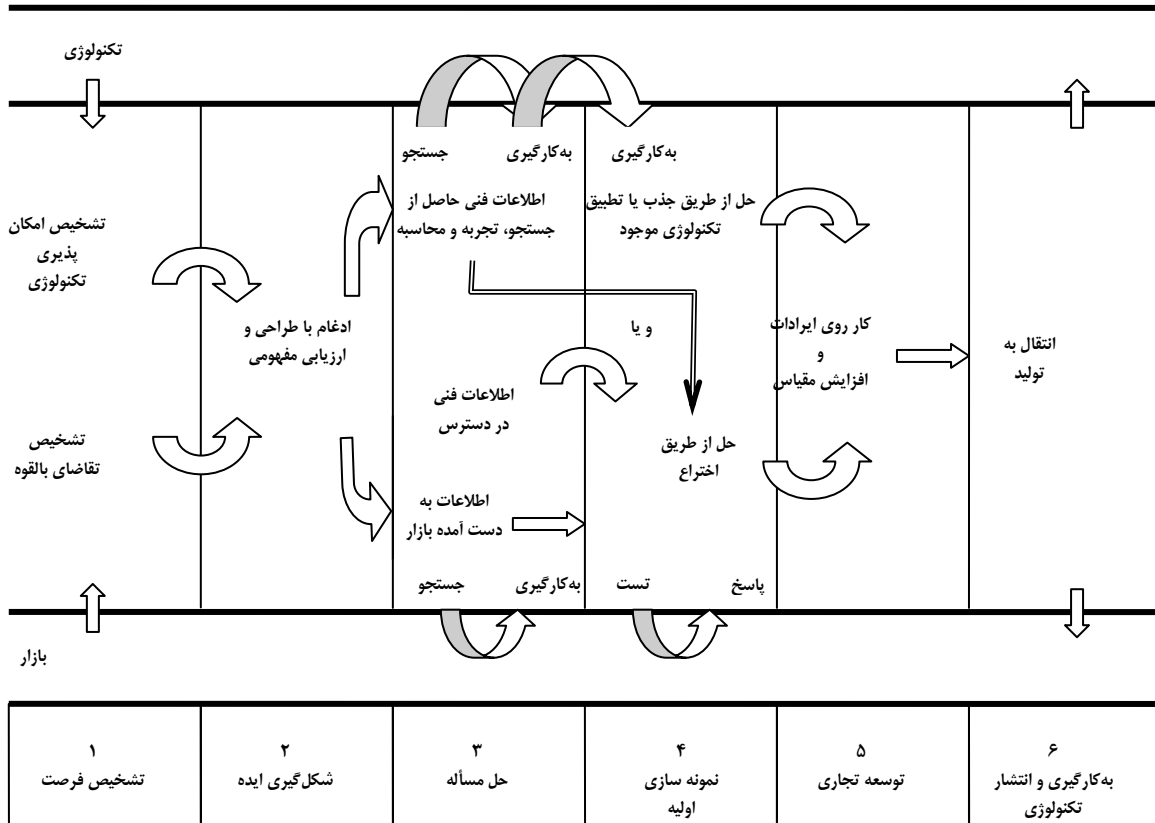 تکنولوژی
جستجو
به‌کارگیری
به‌کارگیری
تشخیص امکان
پذیری
تکنولوژی
اطلاعات فنی حاصل از
جستجو، تجربه و محاسبه
حل از طریق جذب یا تطبیق
تکنولوژی موجود
ادغام با طراحی و
ارزیابی مفهومی
و یا
کار روی ایرادات
و
افزایش مقیاس
انتقال به
تولید
اطلاعات فنی
در دسترس
تشخیص
تقاضای بالقوه
حل از طریق
اختراع
اطلاعات به
دست آمده بازار
جستجو
به‌کارگیری
تست
پاسخ
بازار
۱
تشخیص فرصت
۲
شکل‌گیری ایده
۳
حل مسأله
۴
نمونه سازی
اولیه
۵
توسعه تجاری
۶
به‌کارگیری و انتشار
تکنولوژی